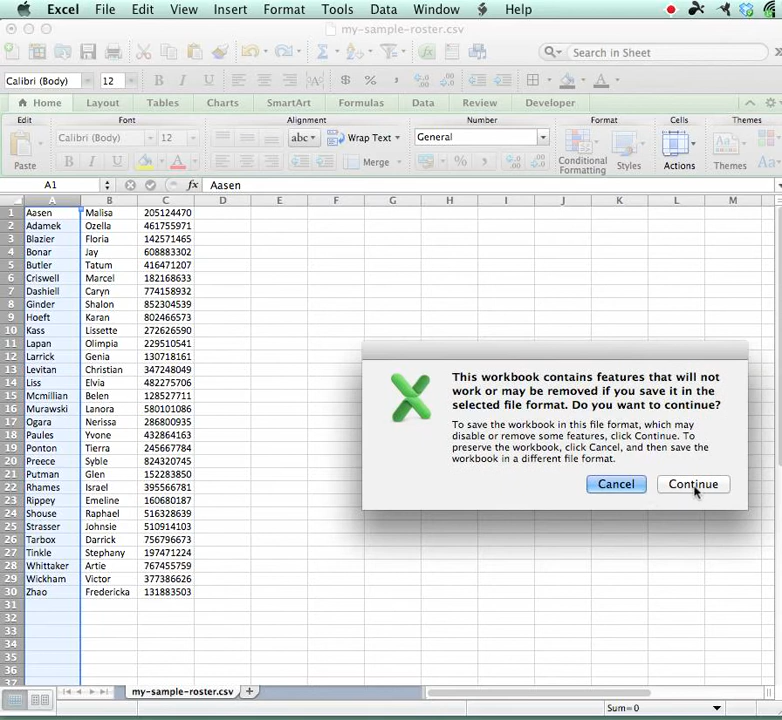 Excel File Edit View Insert Format Tools Data Window Help
my-sample-roster.csv
Search in Sheet
Calibri (Body) 12 B I U $ %
Home Layout Tables Charts SmartArt Formulas Data Review Developer
Edit Font Alignment Number Format Cells Themes
Calibri (Body) 12 abc Wrap Text General
Paste B I U A Merge % Conditional Formatting Styles Actions Themes Aa
A1 fx Aasen
A B C D E F G H I J K L M
1 Aasen Malisa 205124470
2 Adamek Ozella 461755971
3 Blazier Floria 142571465
4 Bonar Jay 608883302
5 Butler Tatum 416471207
6 Criswell Marcel 182168633
7 Dashiell Caryn 774158932
8 Ginder Shalon 852304539
9 Hoeft Karan 802466573
10 Kass Lissette 272626590
11 Lapan Olimpia 229510541
12 Larrick Genia 130718161
13 Levitan Christian 347248049
14 Liss Elvia 482275706
15 Mcmillian Belen 128527711
16 Murawski Lanora 580101086
17 Ogara Nerissa 286800935
18 Paules Yvone 432864163
19 Ponton Tierra 245667784
20 Preece Syble 824320745
21 Putman Glen 152283850
22 Rhames Israel 395566781
23 Rippey Emeline 160680187
24 Shouse Raphael 516328639
25 Strasser Johnsie 510914103
26 Tarbox Darrick 756796673
27 Tinkle Stephany 197471224
28 Whittaker Artie 767455759
29 Wickham Victor 377386626
30 Zhao Fredericka 131883503
31
32
33
34
35
36
37
This workbook contains features that will not
work or may be removed if you save it in the
selected file format. Do you want to continue?
To save the workbook in this file format, which may
disable or remove some features, click Continue. To
preserve the workbook, click Cancel, and then save the
workbook in a different file format.
Cancel Continue
my-sample-roster.csv
Sum=0